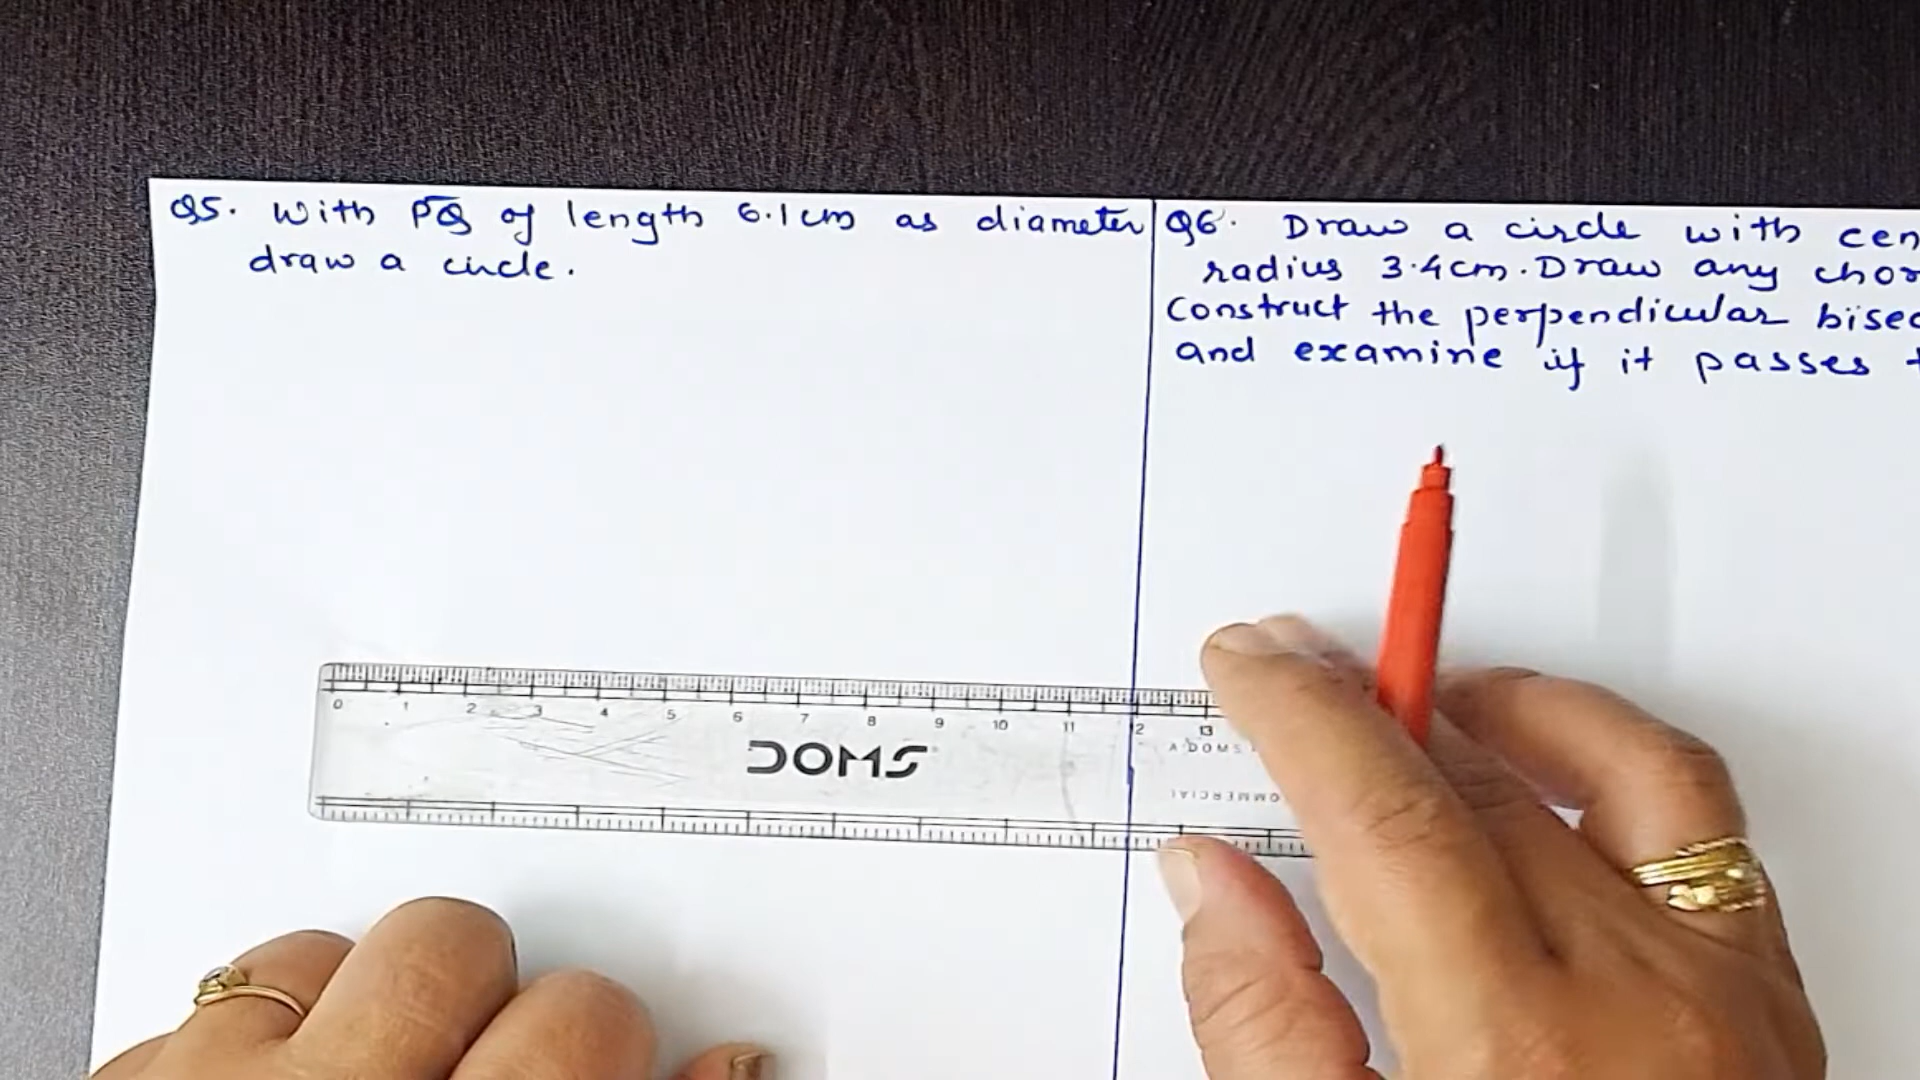 Q5. With P̅Q̅ of length 6.1cm as diameter
draw a circle.
Q6. Draw a circle with cen
radius 3.4cm. Draw any chor
Construct the perpendicular bisec
and examine if it passes t
0 1 2 3 4 5 6 7 8 9 10 11 12 13
DOMS
A DOMS
OMMERCIAL